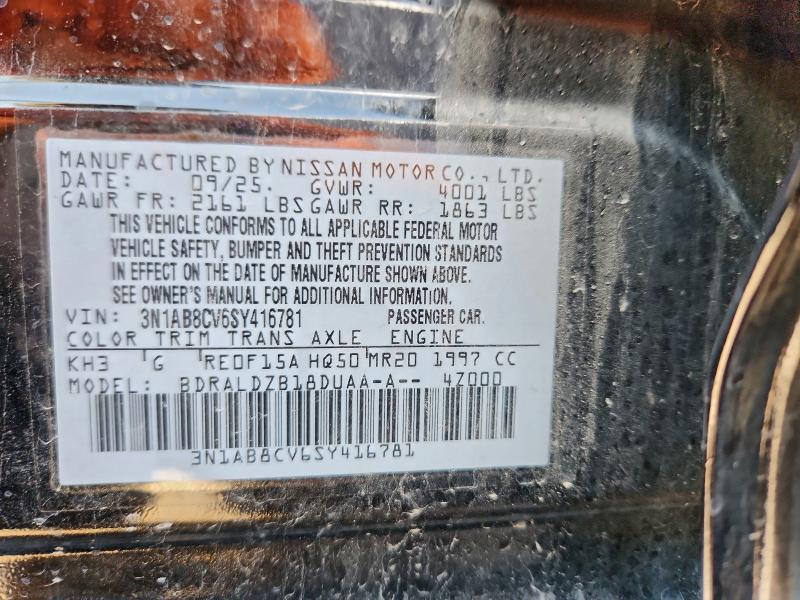 MANUFACTURED BY NISSAN MOTOR CO., LTD.
DATE: 09/25. GVWR: 4001 LBS
GAWR FR: 2161 LBS GAWR RR: 1863 LBS
THIS VEHICLE CONFORMS TO ALL APPLICABLE FEDERAL MOTOR
VEHICLE SAFETY, BUMPER AND THEFT PREVENTION STANDARDS
IN EFFECT ON THE DATE OF MANUFACTURE SHOWN ABOVE.
SEE OWNER'S MANUAL FOR ADDITIONAL INFORMATION.
VIN: 3N1AB8CV6SY416781 PASSENGER CAR.
COLOR TRIM TRANS AXLE ENGINE
KH3 G RE0F15A HQ50 MR20 1997 CC
MODEL: BDRALDZB18DUAA-A-- 4Z000
3N1AB8CV6SY416781